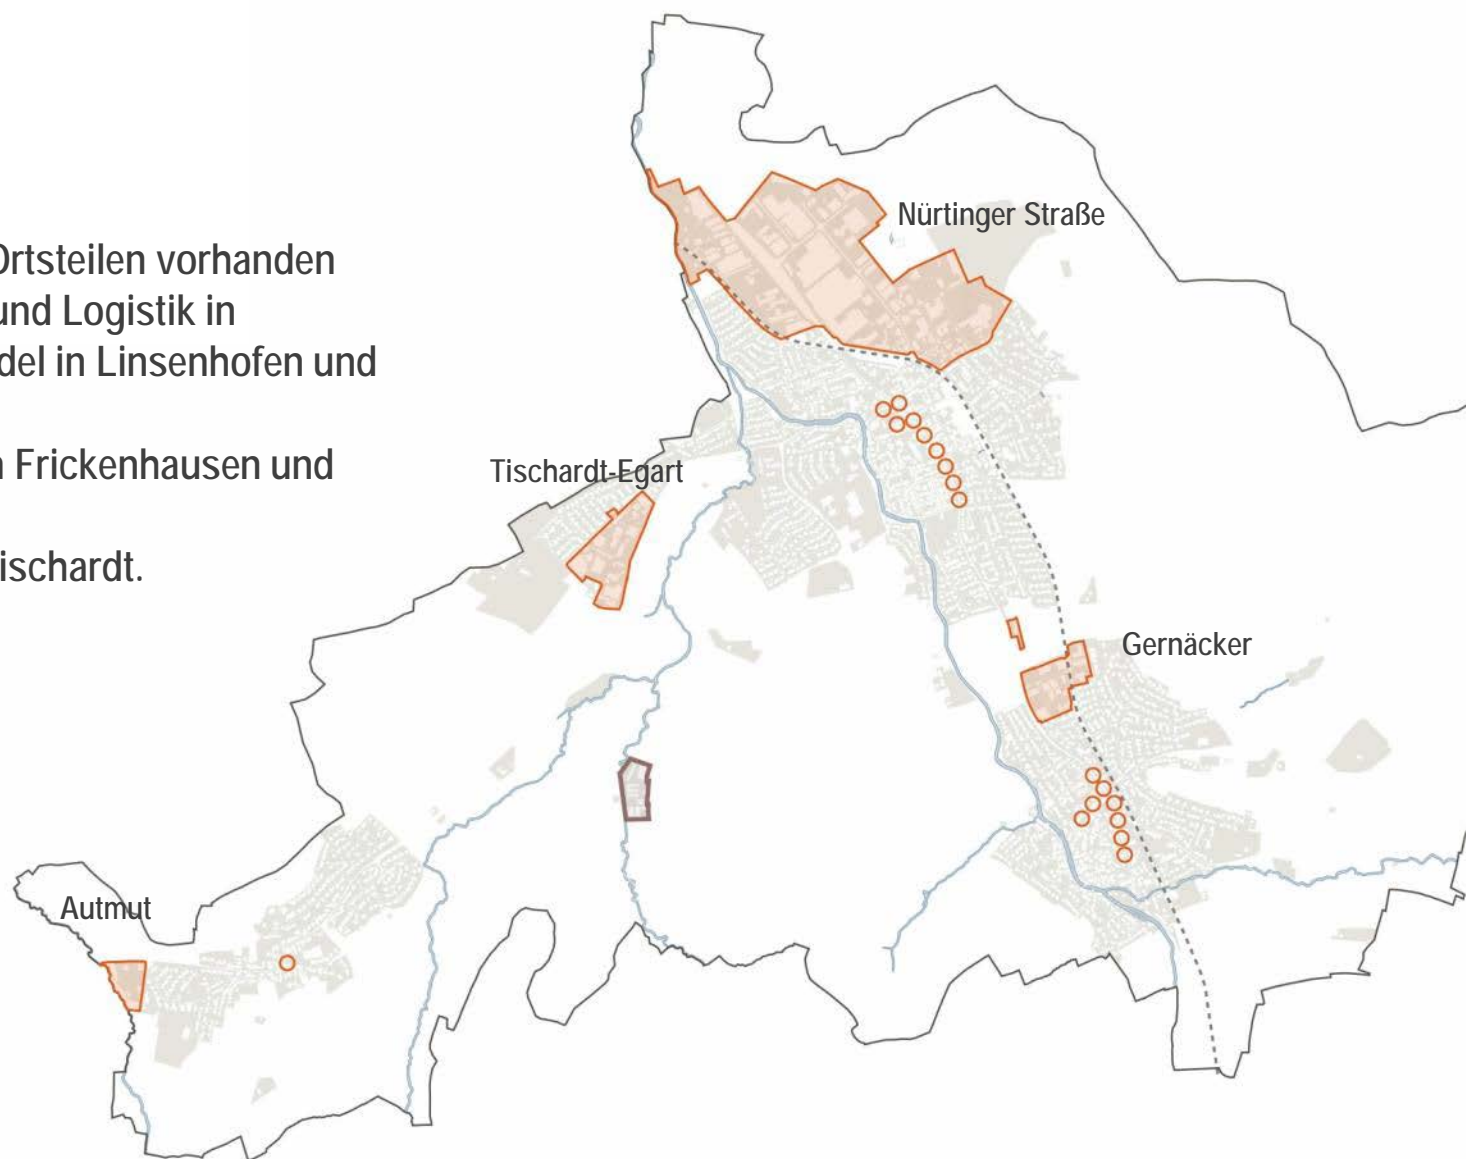 Ortsteilen vorhanden
und Logistik in
del in Linsenhofen und
n Frickenhausen und
ischardt.
Nürtinger Straße
Tischardt-Egart
Gernäcker
Autmut